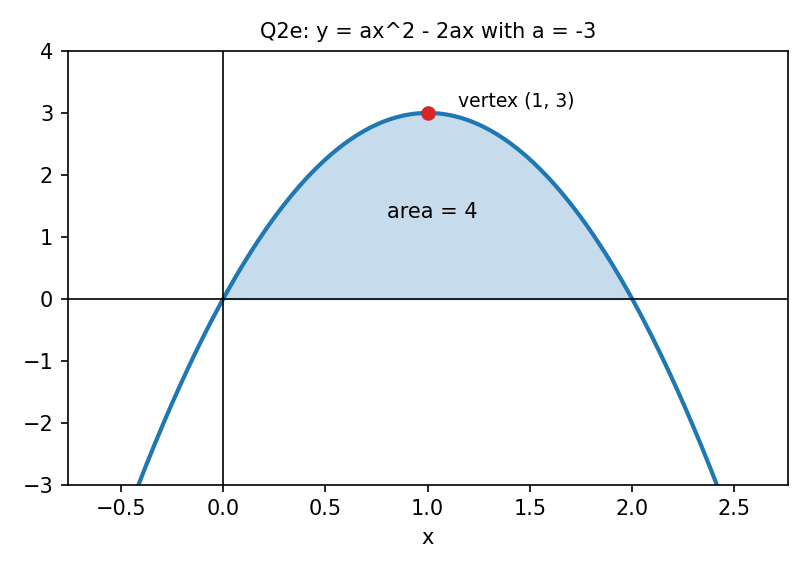 Q2e: y = ax^2 - 2ax with a = -3
4
3
2
1
0
−1
−2
−3
vertex (1, 3)
area = 4
−0.5 0.0 0.5 1.0 1.5 2.0 2.5
x